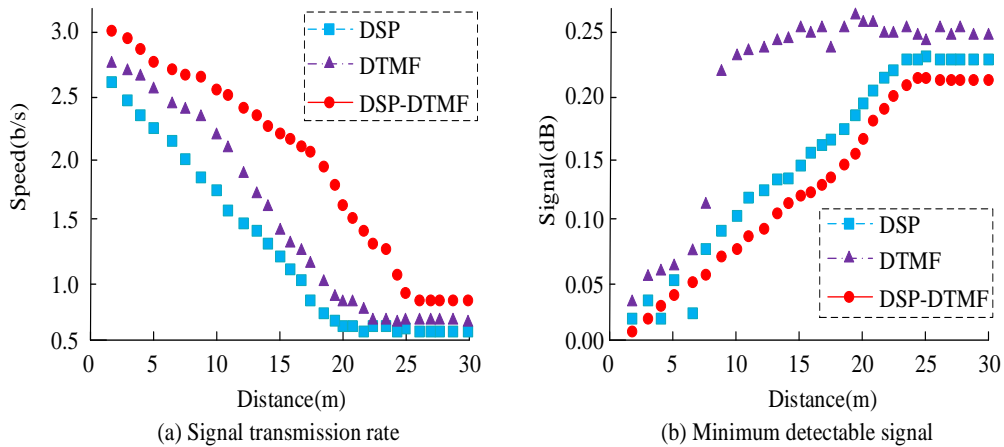 Speed(b/s)
3.0
2.5
2.0
1.5
1.0
0.5
0
5
10
15
20
25
30
Distance(m)
DSP
DTMF
DSP-DTMF
(a) Signal transmission rate
Signal(dB)
0.25
0.20
0.15
0.10
0.05
0.00
0
5
10
15
20
25
30
Distance(m)
DSP
DTMF
DSP-DTMF
(b) Minimum detectable signal